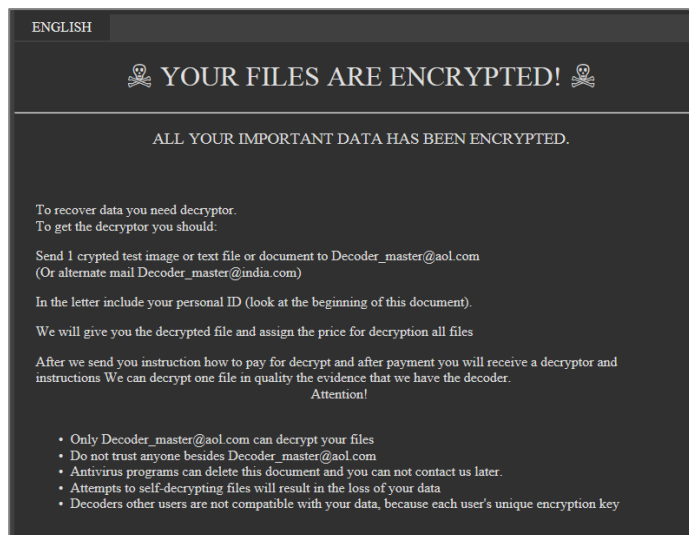 ENGLISH
☠ YOUR FILES ARE ENCRYPTED! ☠
ALL YOUR IMPORTANT DATA HAS BEEN ENCRYPTED.
To recover data you need decryptor.
To get the decryptor you should:
Send 1 crypted test image or text file or document to Decoder_master@aol.com
(Or alternate mail Decoder_master@india.com)
In the letter include your personal ID (look at the beginning of this document).
We will give you the decrypted file and assign the price for decryption all files
After we send you instruction how to pay for decrypt and after payment you will receive a decryptor and
instructions We can decrypt one file in quality the evidence that we have the decoder.
Attention!
• Only Decoder_master@aol.com can decrypt your files
• Do not trust anyone besides Decoder_master@aol.com
• Antivirus programs can delete this document and you can not contact us later.
• Attempts to self-decrypting files will result in the loss of your data
• Decoders other users are not compatible with your data, because each user's unique encryption key